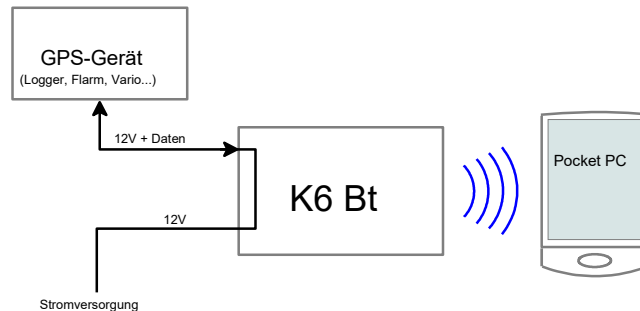 GPS-Gerät
(Logger, Flarm, Vario...)
12V + Daten
K6 Bt
Pocket PC
12V
Stromversorgung